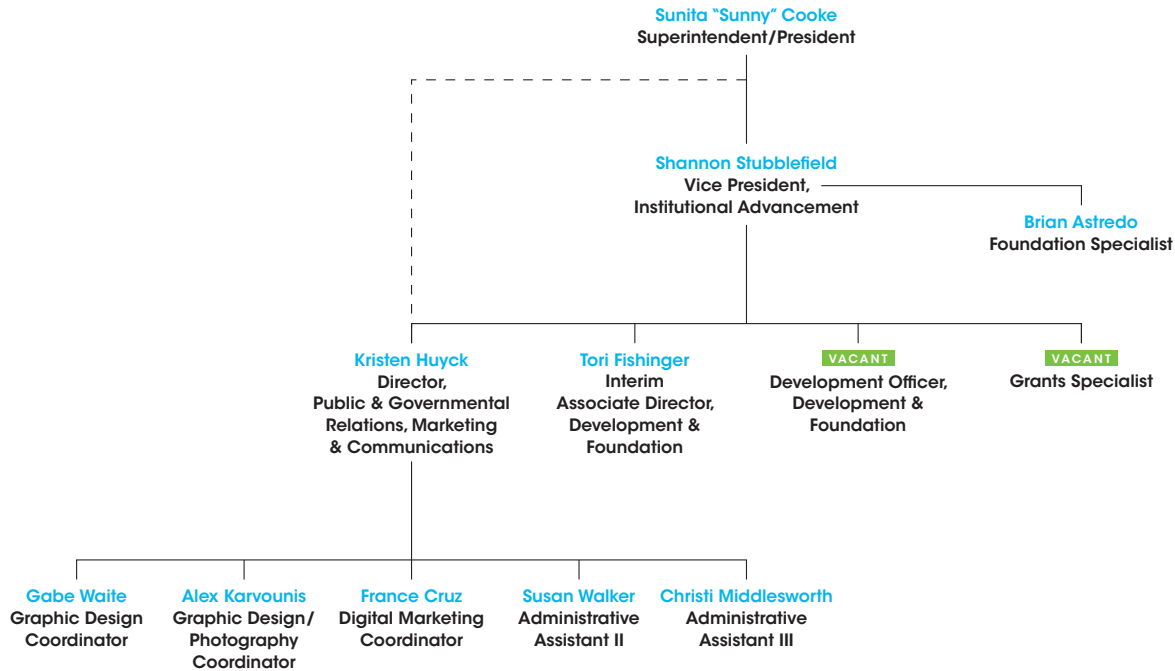 Sunita “Sunny” Cooke
Superintendent/President
Shannon Stubblefield
Vice President,
Institutional Advancement
Brian Astredo
Foundation Specialist
Kristen Huyck
Director,
Public & Governmental
Relations, Marketing
& Communications
Tori Fishinger
Interim
Associate Director,
Development &
Foundation
VACANT
Development Officer,
Development &
Foundation
VACANT
Grants Specialist
Gabe Waite
Graphic Design
Coordinator
Alex Karvounis
Graphic Design/
Photography
Coordinator
France Cruz
Digital Marketing
Coordinator
Susan Walker
Administrative
Assistant II
Christi Middlesworth
Administrative
Assistant III